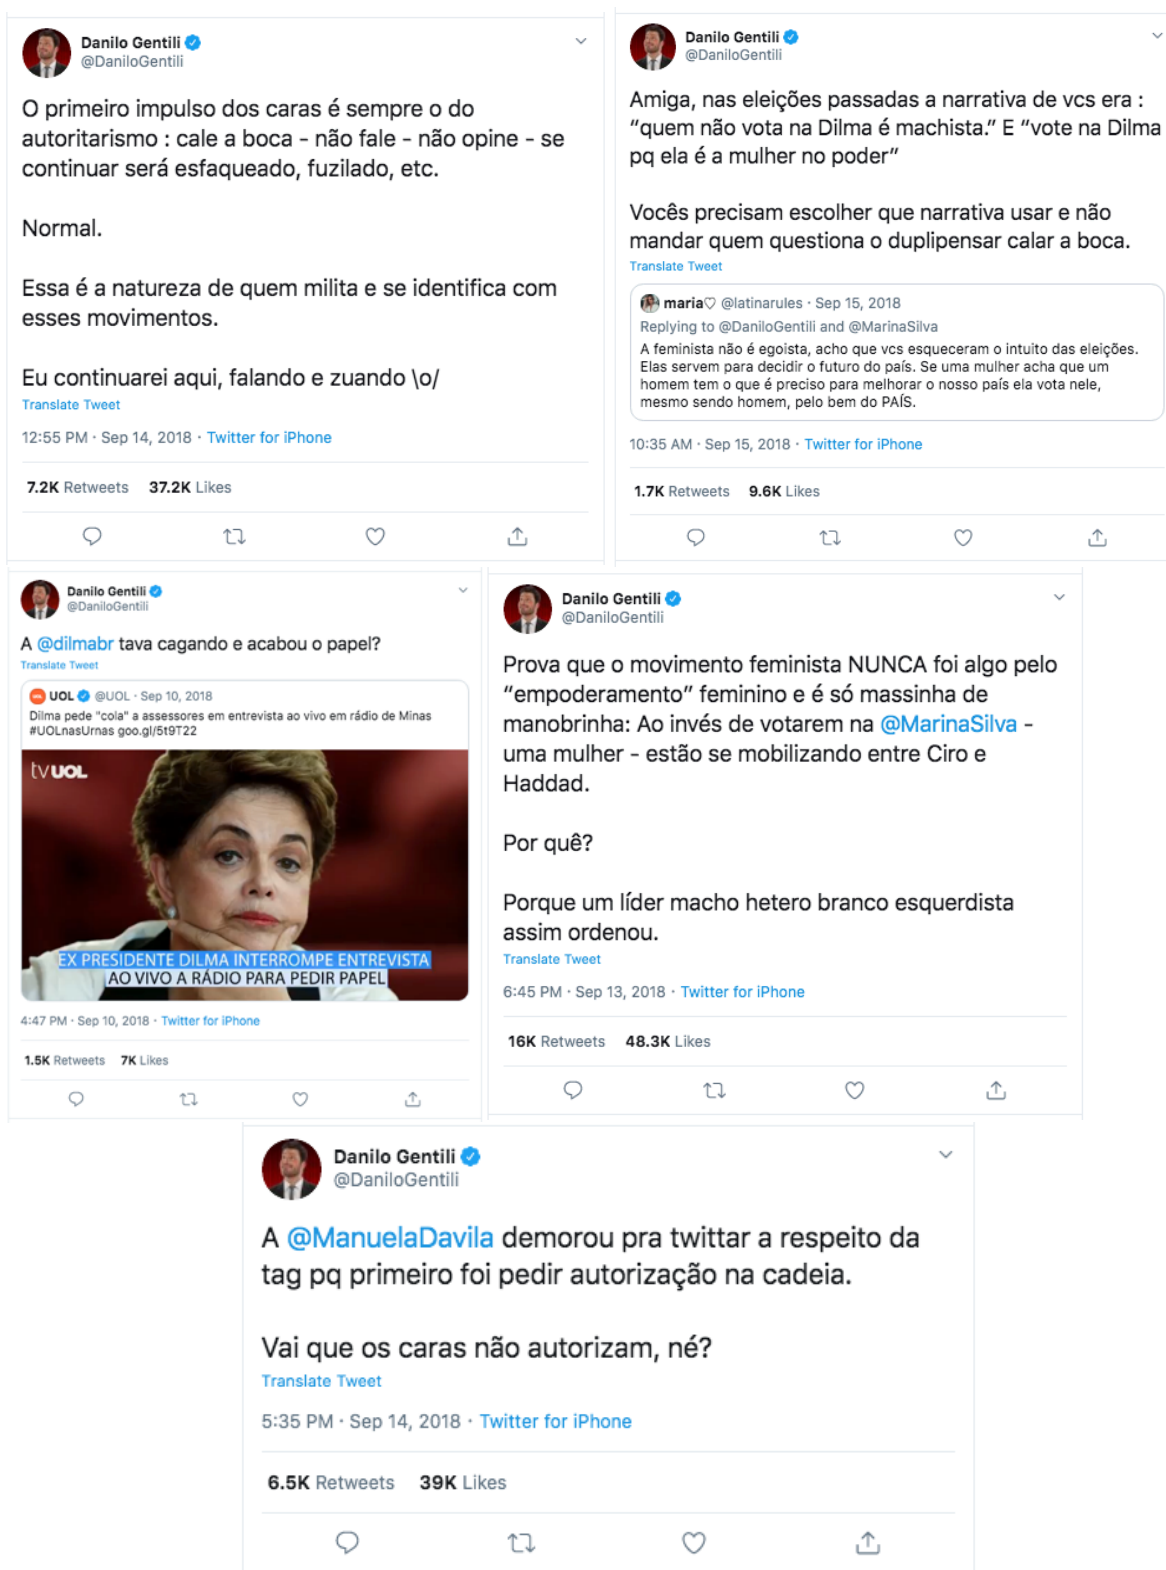 Danilo Gentili
@DaniloGentili
O primeiro impulso dos caras é sempre o do
autoritarismo : cale a boca - não fale - não opine - se
continuar será esfaqueado, fuzilado, etc.
Normal.
Essa é a natureza de quem milita e se identifica com
esses movimentos.
Eu continuarei aqui, falando e zuando \o/
Translate Tweet
12:55 PM · Sep 14, 2018 · Twitter for iPhone
7.2K Retweets 37.2K Likes
Danilo Gentili
@DaniloGentili
Amiga, nas eleições passadas a narrativa de vcs era :
“quem não vota na Dilma é machista.” E “vote na Dilma
pq ela é a mulher no poder”
Vocês precisam escolher que narrativa usar e não
mandar quem questiona o duplipensar calar a boca.
Translate Tweet
maria♡ @latinarules · Sep 15, 2018
Replying to @DaniloGentili and @MarinaSilva
A feminista não é egoista, acho que vcs esqueceram o intuito das eleições.
Elas servem para decidir o futuro do país. Se uma mulher acha que um
homem tem o que é preciso para melhorar o nosso país ela vota nele,
mesmo sendo homem, pelo bem do PAÍS.
10:35 AM · Sep 15, 2018 · Twitter for iPhone
1.7K Retweets 9.6K Likes
Danilo Gentili
@DaniloGentili
A @dilmabr tava cagando e acabou o papel?
Translate Tweet
UOL @UOL · Sep 10, 2018
Dilma pede "cola" a assessores em entrevista ao vivo em rádio de Minas
#UOLnasUrnas goo.gl/5t9T22
tvUOL
EX PRESIDENTE DILMA INTERROMPE ENTREVISTA
AO VIVO A RÁDIO PARA PEDIR PAPEL
4:47 PM · Sep 10, 2018 · Twitter for iPhone
1.5K Retweets 7K Likes
Danilo Gentili
@DaniloGentili
Prova que o movimento feminista NUNCA foi algo pelo
“empoderamento” feminino e é só massinha de
manobrinha: Ao invés de votarem na @MarinaSilva -
uma mulher - estão se mobilizando entre Ciro e
Haddad.
Por quê?
Porque um líder macho hetero branco esquerdista
assim ordenou.
Translate Tweet
6:45 PM · Sep 13, 2018 · Twitter for iPhone
16K Retweets 48.3K Likes
Danilo Gentili
@DaniloGentili
A @ManuelaDavila demorou pra twittar a respeito da
tag pq primeiro foi pedir autorização na cadeia.
Vai que os caras não autorizam, né?
Translate Tweet
5:35 PM · Sep 14, 2018 · Twitter for iPhone
6.5K Retweets 39K Likes